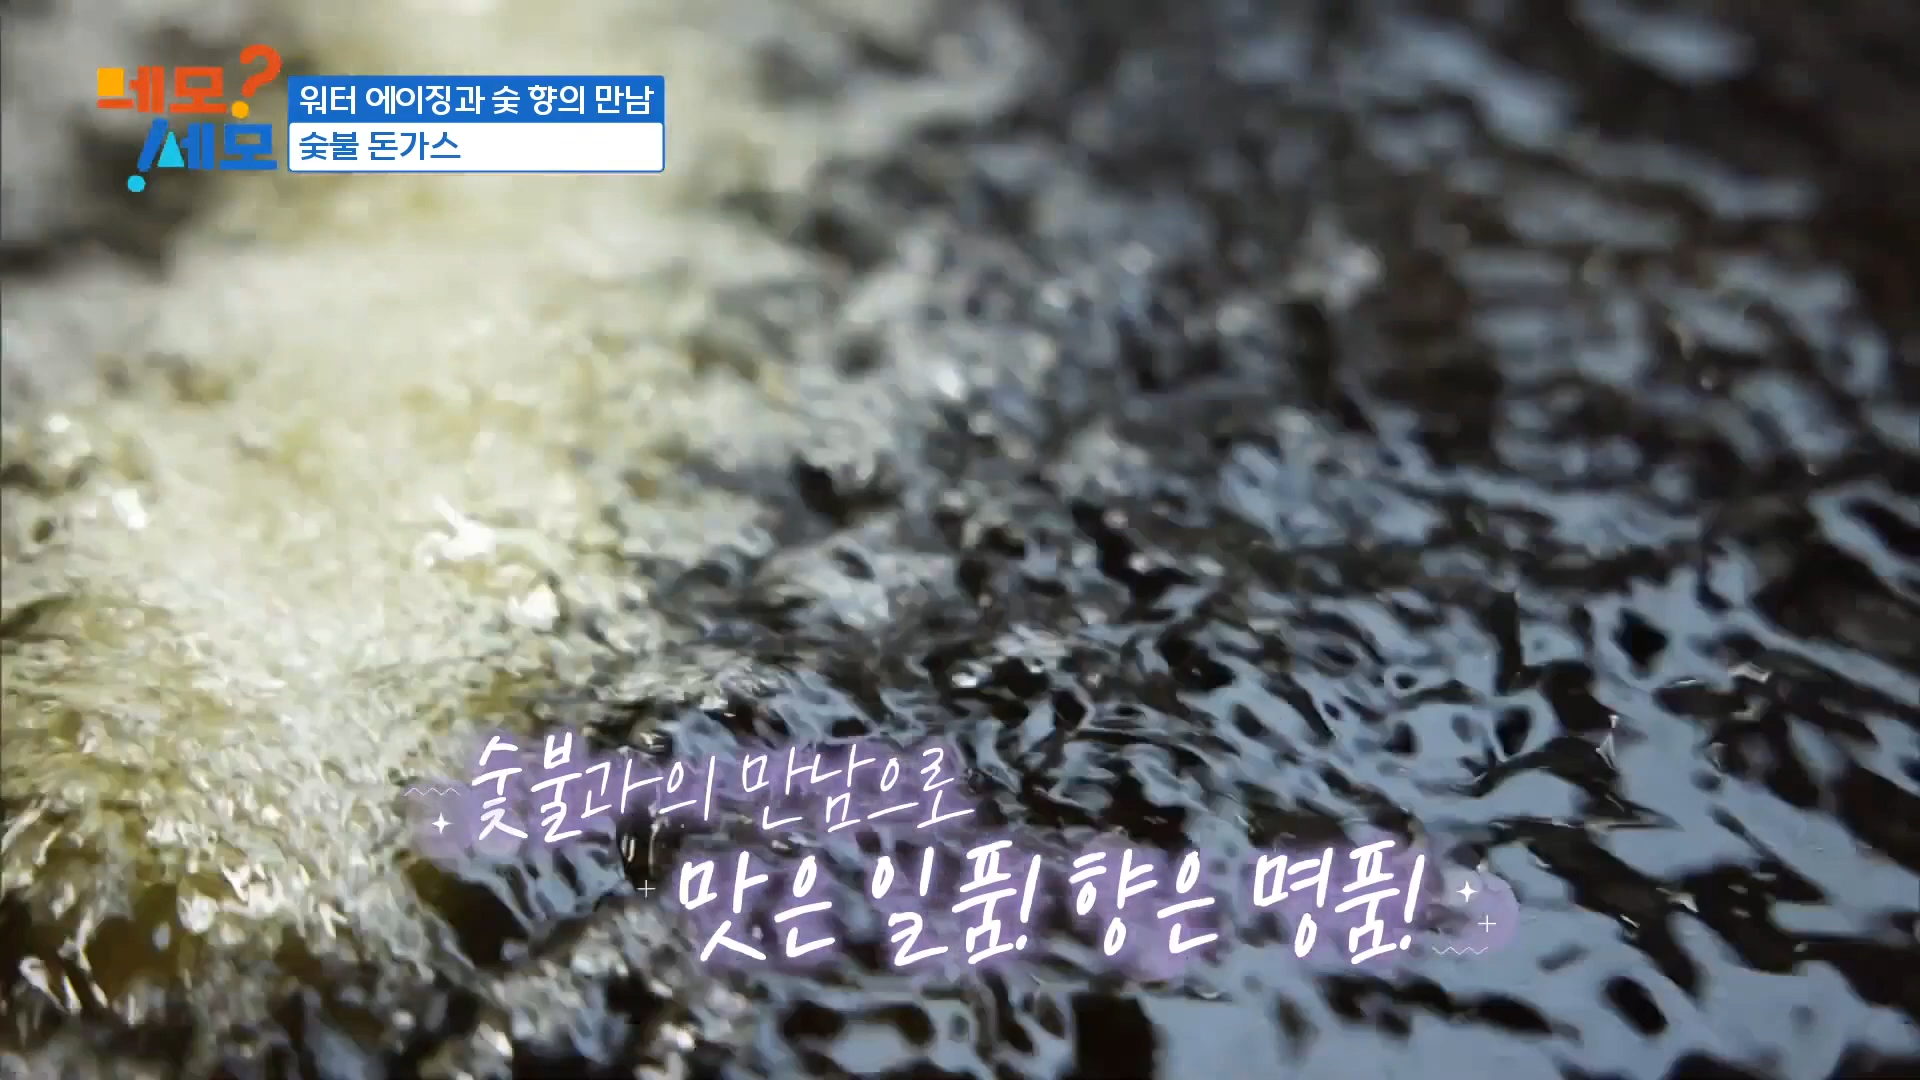 네모?
세모!
워터 에이징과 숯 향의 만남
숯불 돈가스
숯불과의 만남으로
맛은 일품! 향은 명품!